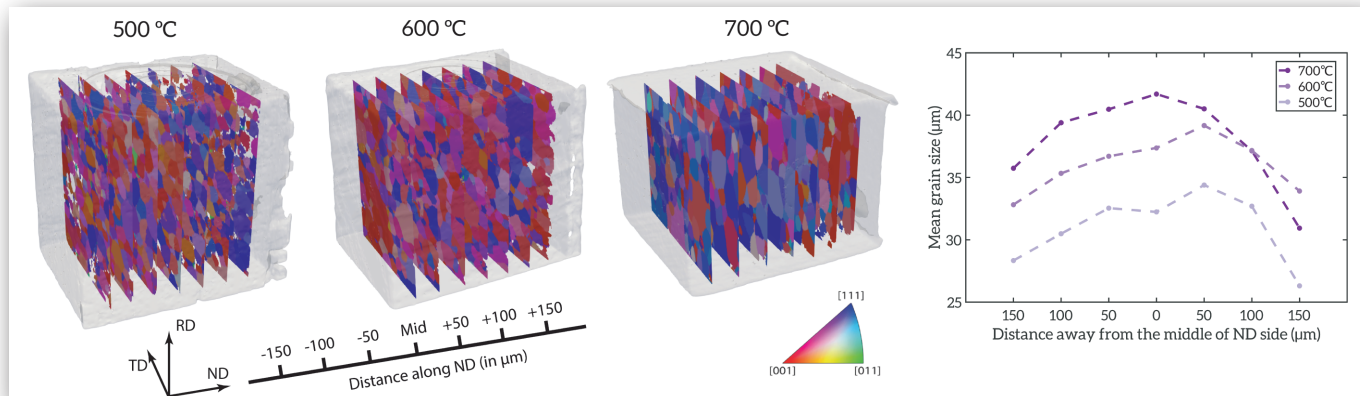 500 ºC
600 ºC
700 ºC
RD
TD
ND
-150
-100
-50
Mid
+50
+100
+150
Distance along ND (in μm)
[111]
[001]
[011]
45
40
35
30
25
Mean grain size (μm)
700℃
600℃
500℃
150 100 50 0 50 100 150
Distance away from the middle of ND side (μm)